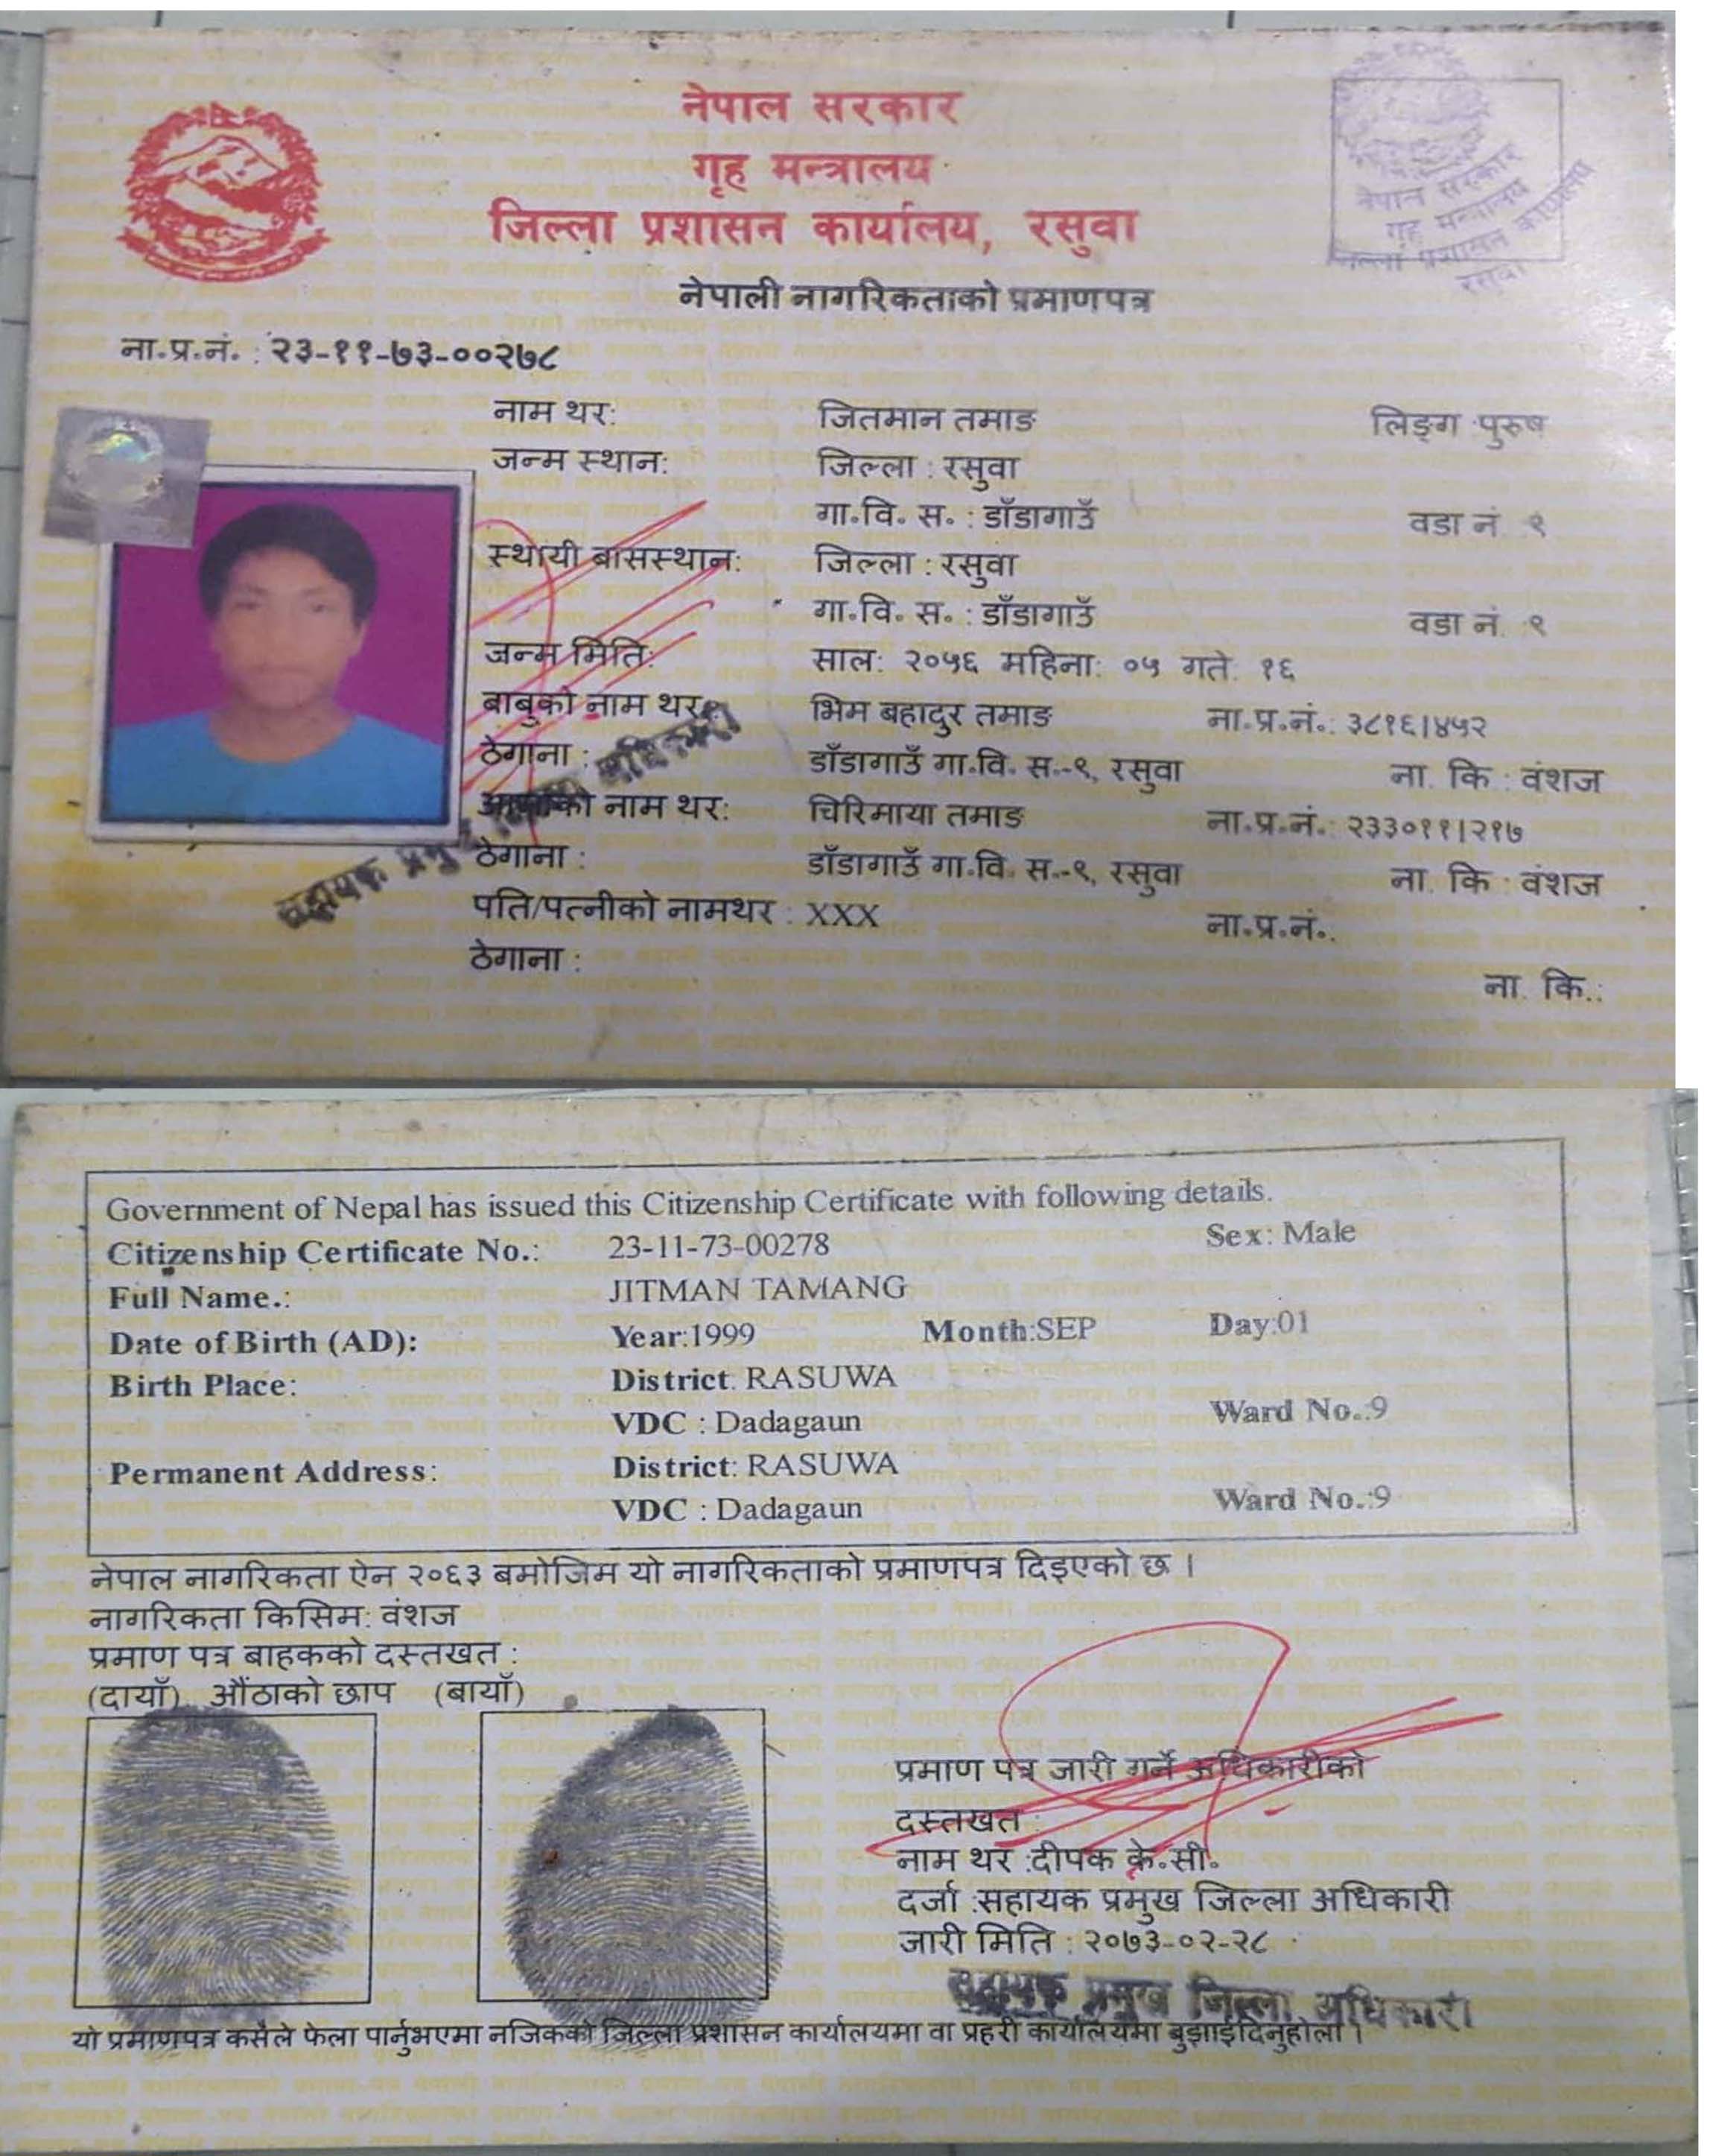 नेपाल सरकार
गृह मन्त्रालय
जिल्ला प्रशासन कार्यालय, रसुवा
नेपाल सरकार
गृह मन्त्रालय
जिल्ला प्रशासन कार्यालय
रसुवा
नेपाली नागरिकताको प्रमाणपत्र
ना.प्र.नं. : २३-११-७३-००२७८
नाम थर: जितमान तमाङ लिङ्ग : पुरुष
जन्म स्थान: जिल्ला : रसुवा
गा.वि. स. : डाँडागाउँ वडा नं. ९
स्थायी बासस्थान: जिल्ला : रसुवा
गा.वि. स. : डाँडागाउँ वडा नं. ९
जन्म मिति: साल: २०५६ महिना: ०५ गते: १६
बाबुको नाम थर: भिम बहादुर तमाङ ना.प्र.नं.: ३८१६।४५२
ठेगाना : डाँडागाउँ गा.वि. स.-९, रसुवा ना. कि : वंशज
आमाको नाम थर: चिरिमाया तमाङ ना.प्र.नं.: २३३०११।२१७
ठेगाना : डाँडागाउँ गा.वि. स.-९, रसुवा ना. कि : वंशज
पति/पत्नीको नामथर : XXX ना.प्र.नं.:
ठेगाना : ना. कि.:
सहायक प्रमुख अधिकारी
Government of Nepal has issued this Citizenship Certificate with following details.
Citizenship Certificate No.: 23-11-73-00278 Sex: Male
Full Name.: JITMAN TAMANG
Date of Birth (AD): Year:1999 Month:SEP Day:01
Birth Place: District: RASUWA
VDC : Dadagaun Ward No.:9
Permanent Address: District: RASUWA
VDC : Dadagaun Ward No.:9
नेपाल नागरिकता ऐन २०६३ बमोजिम यो नागरिकताको प्रमाणपत्र दिइएको छ ।
नागरिकता किसिम: वंशज
प्रमाण पत्र बाहकको दस्तखत :
(दायाँ) औंठाको छाप (बायाँ)
प्रमाण पत्र जारी गर्ने अधिकारीको
दस्तखत :
नाम थर :दीपक के.सी.
दर्जा :सहायक प्रमुख जिल्ला अधिकारी
जारी मिति : २०७३-०२-२८
सहायक प्रमुख जिल्ला अधिकारी
यो प्रमाणपत्र कसैले फेला पार्नुभएमा नजिकको जिल्ला प्रशासन कार्यालयमा वा प्रहरी कार्यालयमा बुझाईदिनुहोला ।